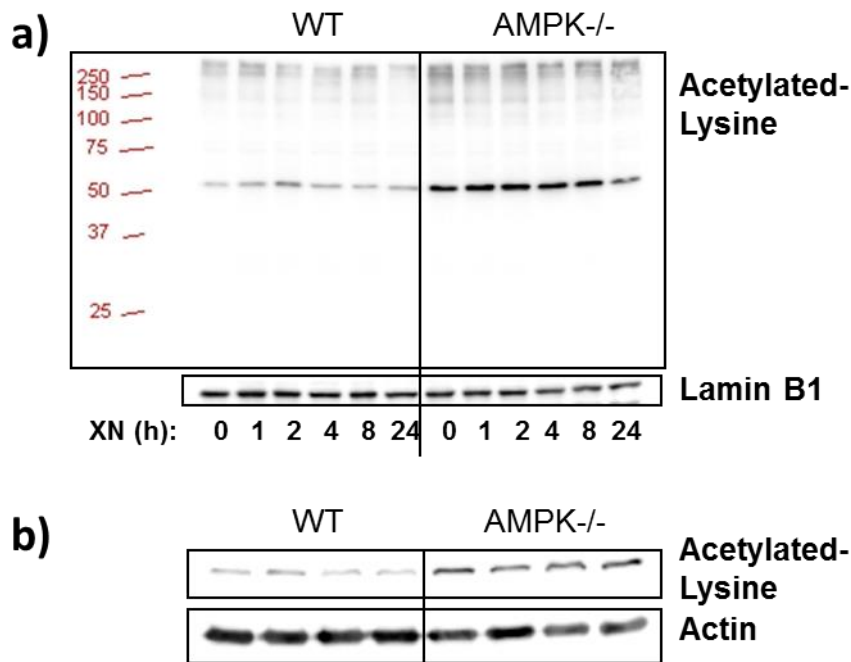 a)
WT AMPK-/-
250
150
100
75
50
37
25
Acetylated-
Lysine
Lamin B1
XN (h): 0 1 2 4 8 24 0 1 2 4 8 24
b)
WT AMPK-/-
Acetylated-
Lysine
Actin